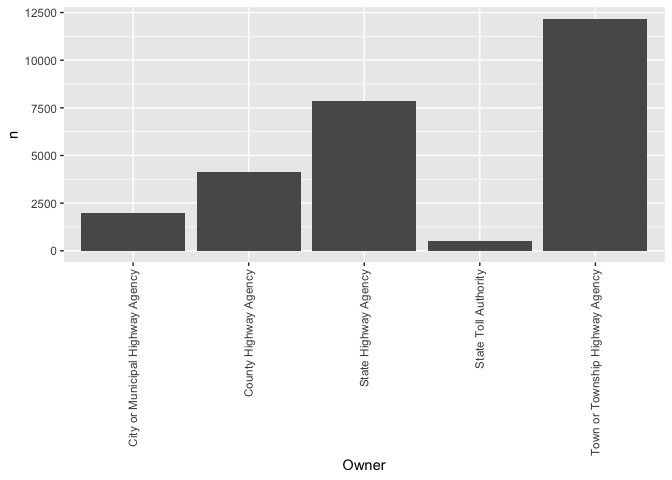 12500
10000
7500
5000
2500
0
n
City or Municipal Highway Agency
County Highway Agency
State Highway Agency
State Toll Authority
Town or Township Highway Agency
Owner